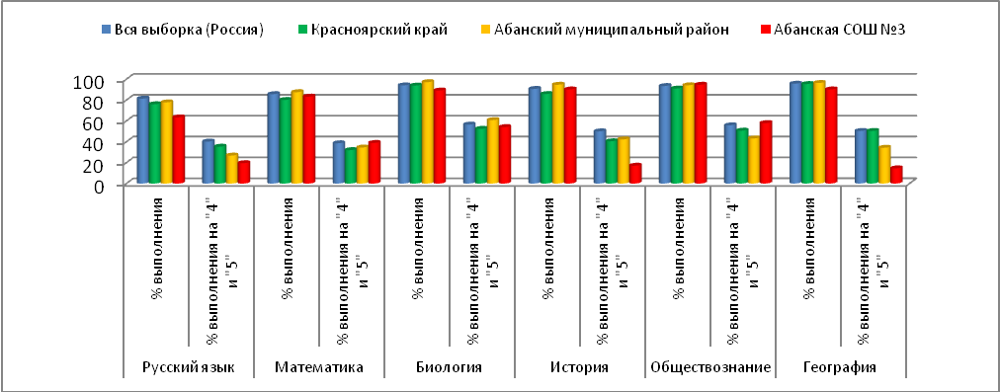 Вся выборка (Россия) Красноярский край Абанский муниципальный район Абанская СОШ №3
100
80
60
40
20
0
% выполнения
% выполнения на "4"
и "5"
% выполнения
% выполнения на "4"
и "5"
% выполнения
% выполнения на "4"
и "5"
% выполнения
% выполнения на "4"
и "5"
% выполнения
% выполнения на "4"
и "5"
% выполнения
% выполнения на "4"
и "5"
Русский язык Математика Биология История Обществознание География